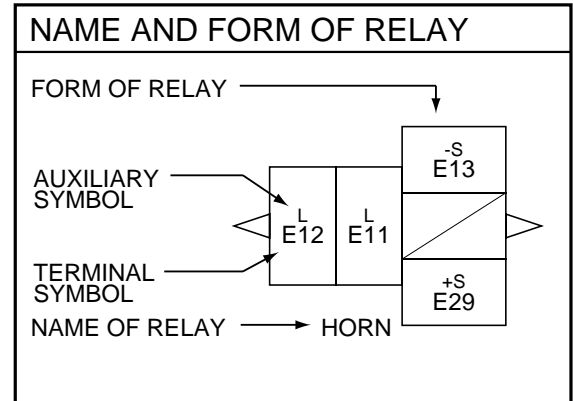 NAME AND FORM OF RELAY
FORM OF RELAY
-S
E13
AUXILIARY
SYMBOL
L
E12
L
E11
TERMINAL
SYMBOL
+S
E29
NAME OF RELAY
HORN